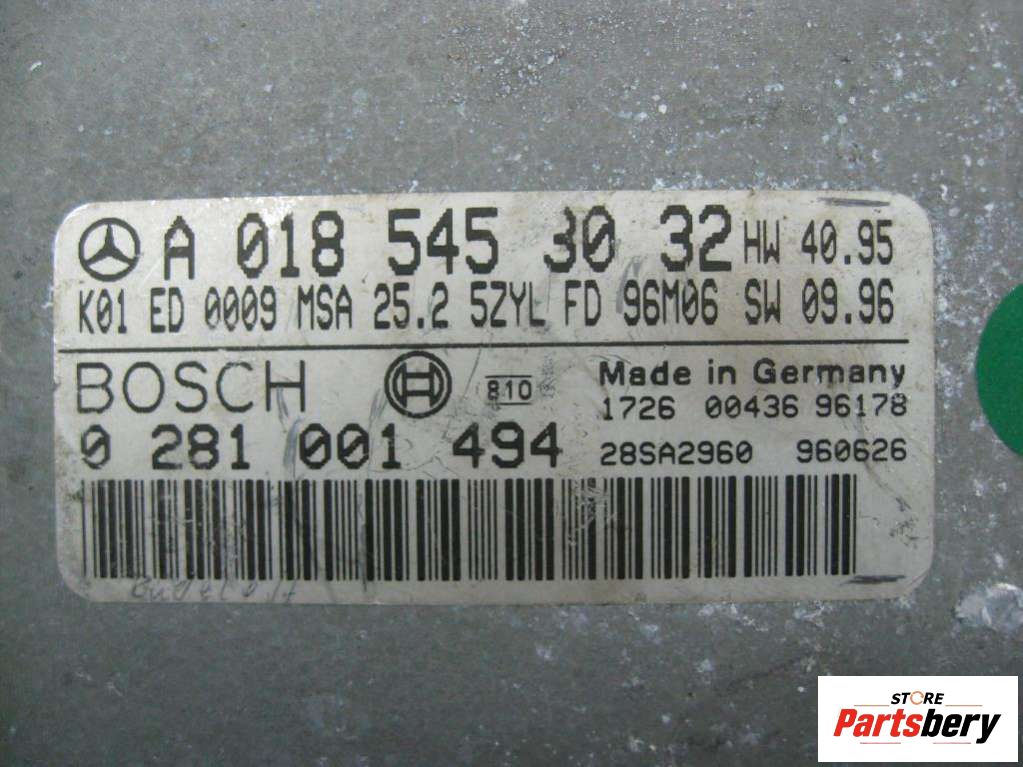 A 018 545 30 32 HW 40.95
K01 ED 0009 MSA 25.2 5ZYL FD 96M06 SW 09.96
BOSCH 810 Made in Germany
1726 00436 96178
0 281 001 494 28SA2960 960626
STORE
Partsbery